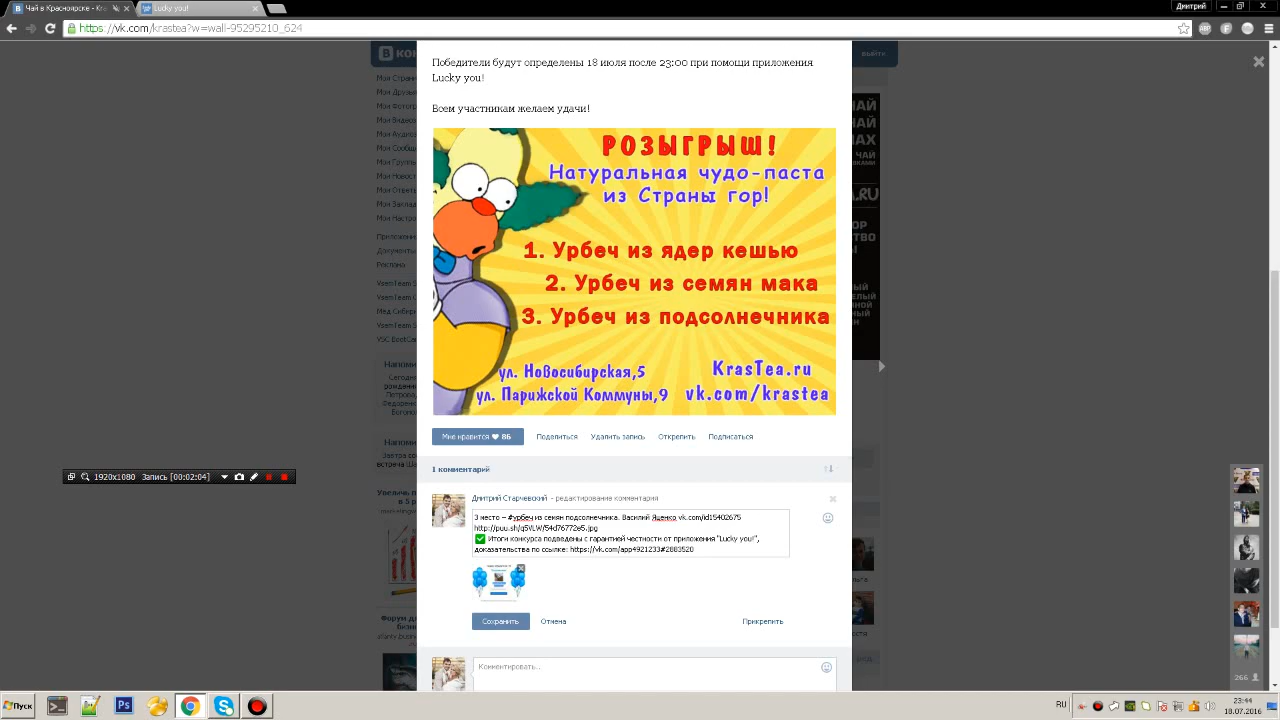 Чай в Красноярске - Kra
Lucky you!
Дмитрий
https://vk.com/krastea?w=wall-95295210_624
выйти
Победители будут определены 18 июля после 23:00 при помощи приложения
Lucky you!
Всем участникам желаем удачи!
РОЗЫГРЫШ!
Натуральная чудо-паста
из Страны гор!
1. Урбеч из ядер кешью
2. Урбеч из семян мака
3. Урбеч из подсолнечника
ул. Новосибирская,5
KrasTea.ru
ул. Парижской Коммуны,9
vk.com/krastea
Мне нравится 86
Поделиться
Удалить запись
Открепить
Подписаться
1 комментарий
1920x1080 Запись [00:02:04]
Дмитрий Старчевский - редактирование комментария
3 место – #урбеч из семян подсолнечника. Василий Яценко vk.com/id15402675
✅ Итоги конкурса подведены с гарантией честности от приложения "Lucky you!",
доказательства по ссылке: https://vk.com/app4921233#2883520
Сохранить
Отмена
Прикрепить
Комментировать..
266
Пуск
RU
23:44
18.07.2016